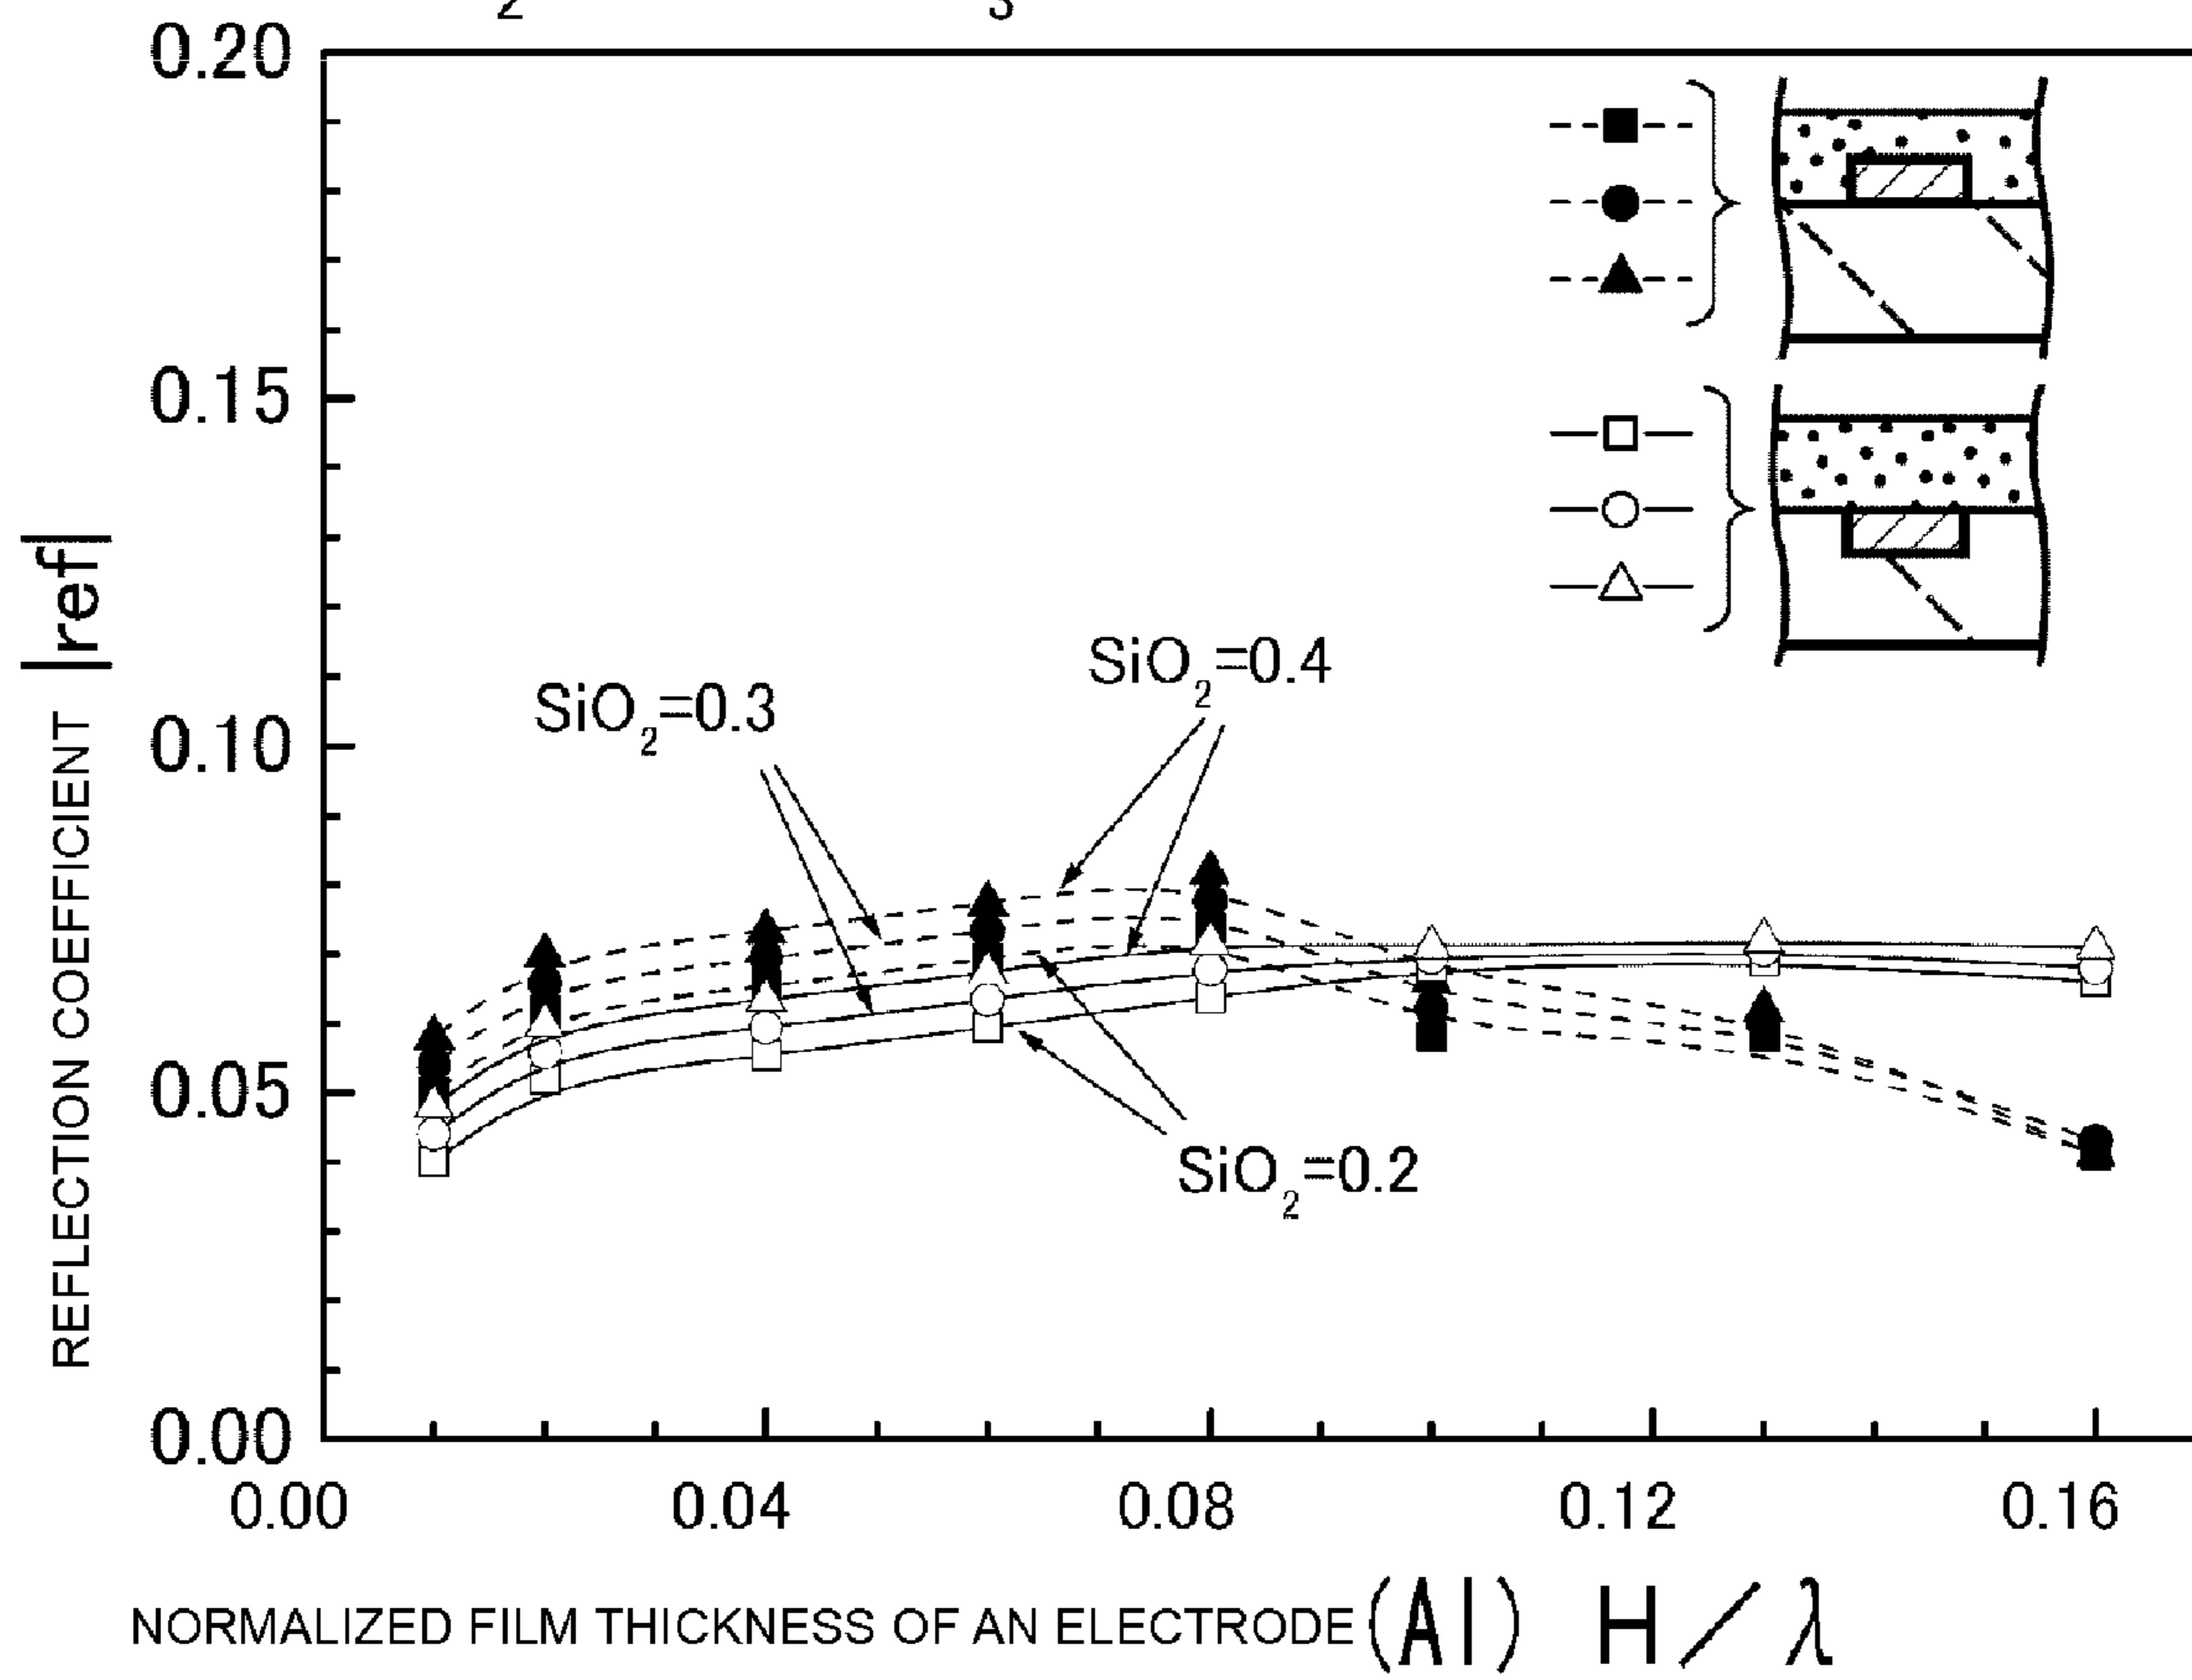 2 3
0.20
0.15
0.10
0.05
0.00
REFLECTION COEFFICIENT |ref|
SiO2=0.3
SiO2=0.4
SiO2=0.2
0.00 0.04 0.08 0.12 0.16
NORMALIZED FILM THICKNESS OF AN ELECTRODE (Al) H/λ